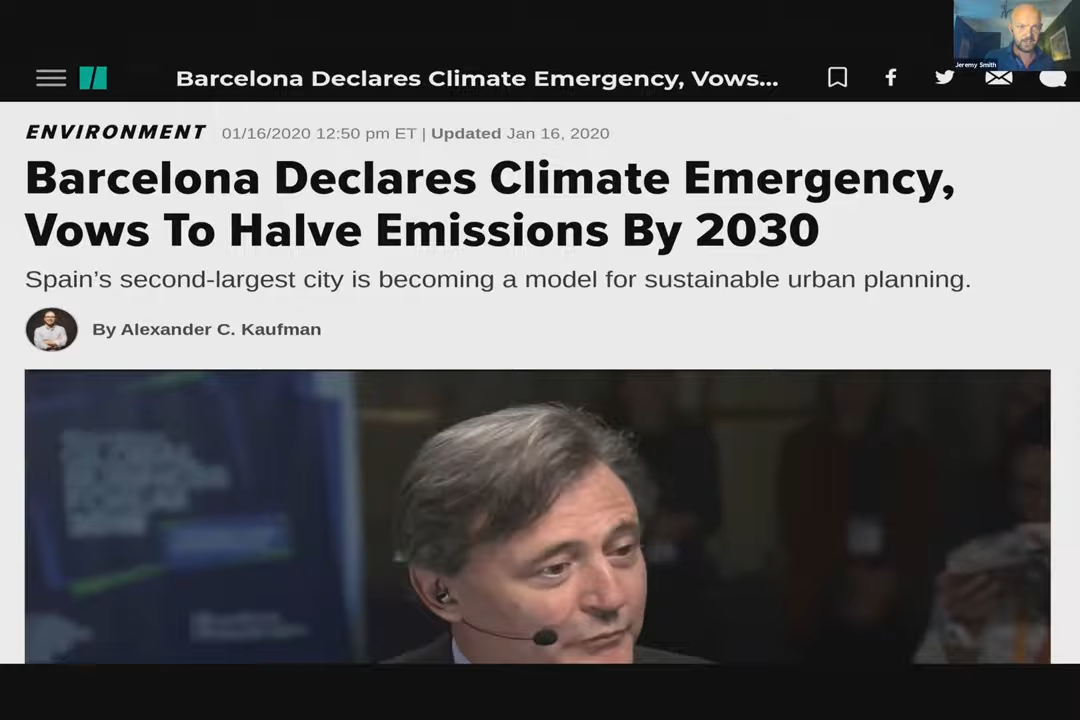 Jeremy Smith
Barcelona Declares Climate Emergency, Vows...
ENVIRONMENT 01/16/2020 12:50 pm ET | Updated Jan 16, 2020
Barcelona Declares Climate Emergency,
Vows To Halve Emissions By 2030
Spain’s second-largest city is becoming a model for sustainable urban planning.
By Alexander C. Kaufman